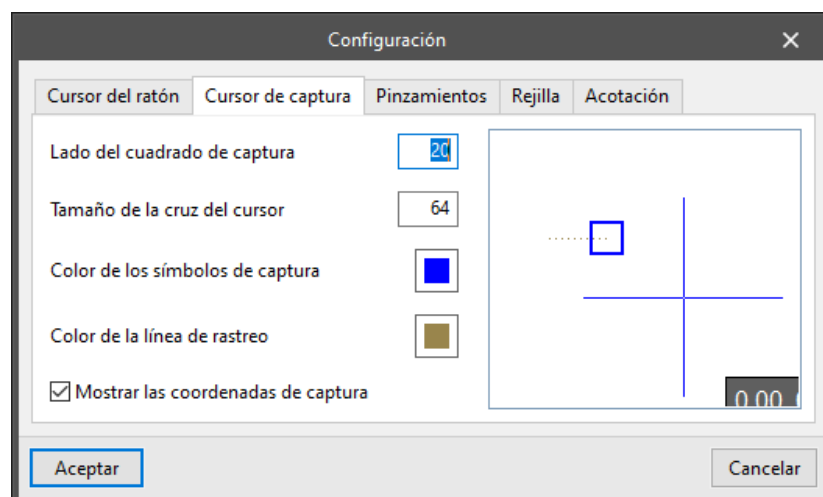 Configuración
Cursor del ratón Cursor de captura Pinzamientos Rejilla Acotación
Lado del cuadrado de captura 20
Tamaño de la cruz del cursor 64
Color de los símbolos de captura
Color de la línea de rastreo
Mostrar las coordenadas de captura
0.00
Aceptar Cancelar